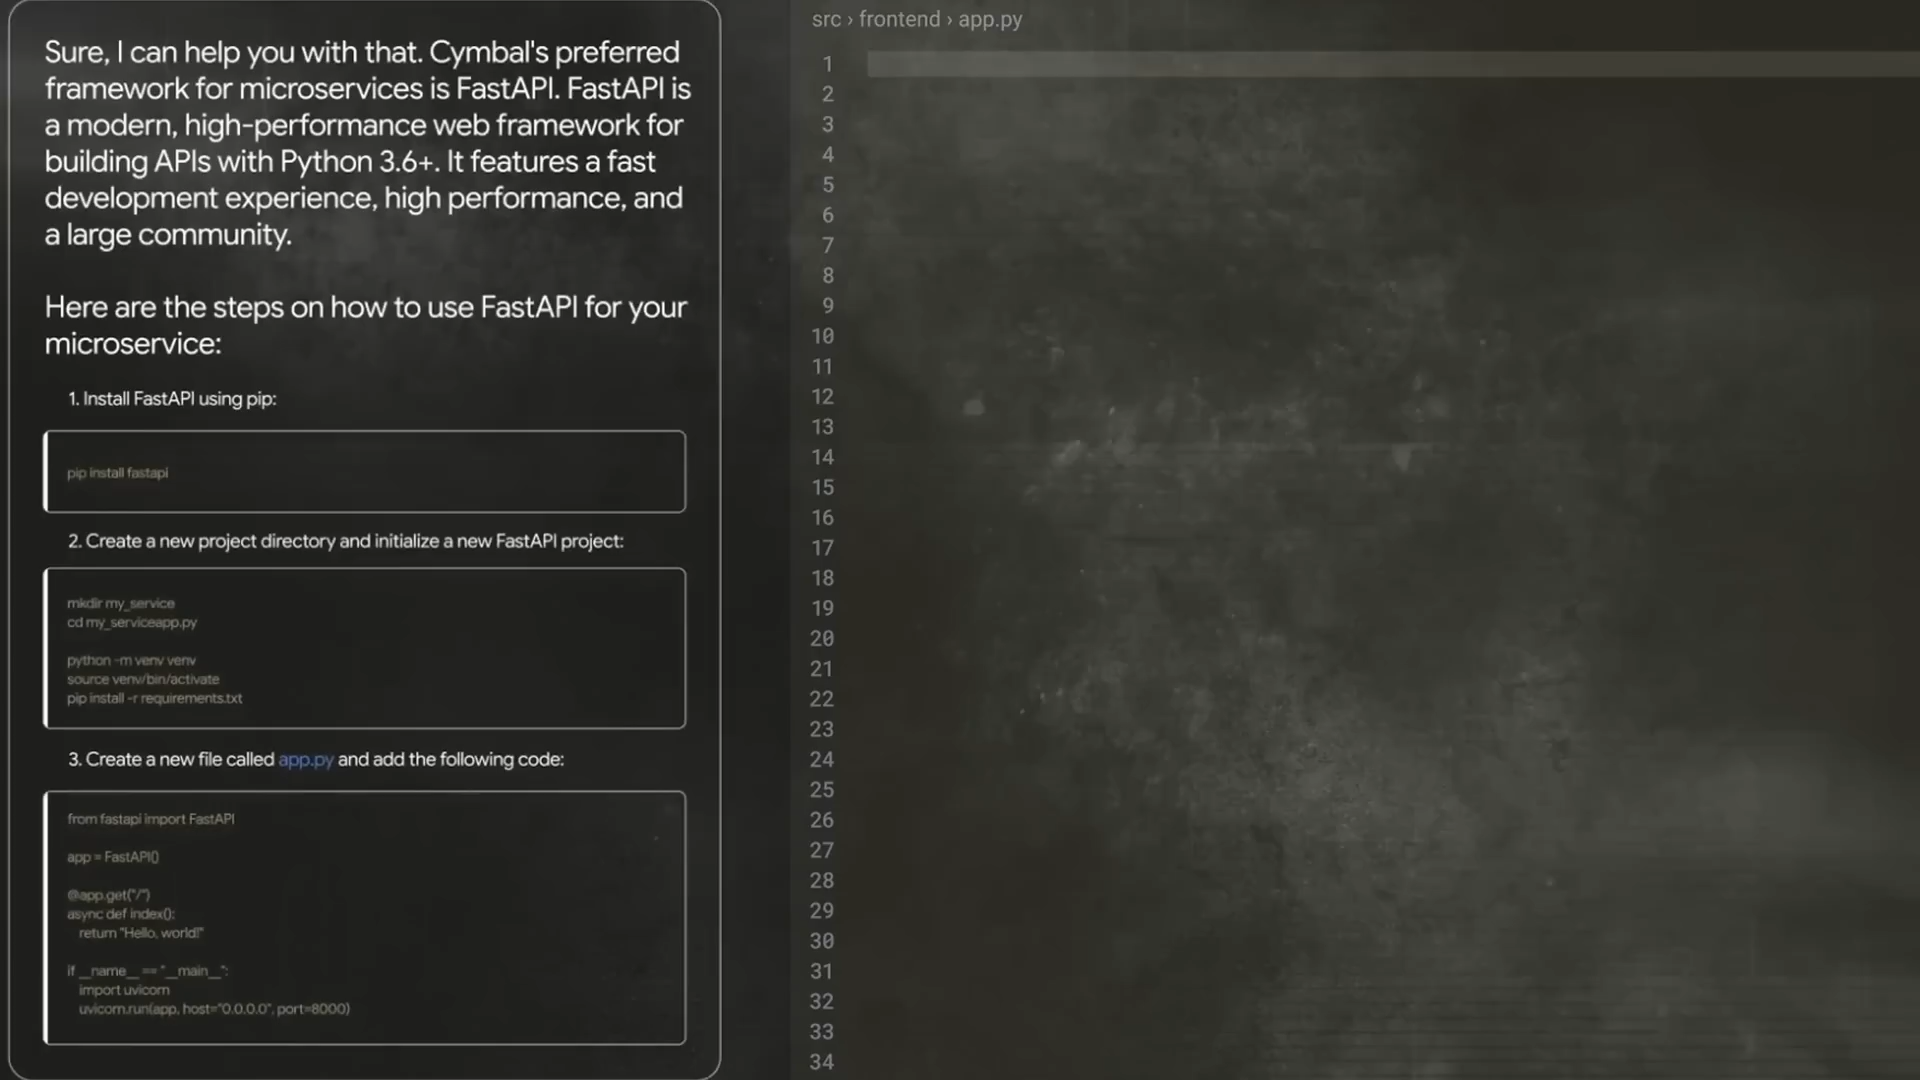 Sure, I can help you with that. Cymbal's preferred
framework for microservices is FastAPI. FastAPI is
a modern, high-performance web framework for
building APIs with Python 3.6+. It features a fast
development experience, high performance, and
a large community.
Here are the steps on how to use FastAPI for your
microservice:
1. Install FastAPI using pip:
pip install fastapi
2. Create a new project directory and initialize a new FastAPI project:
mkdir my_service
cd my_serviceapp.py
python -m venv venv
source venv/bin/activate
pip install -r requirements.txt
3. Create a new file called app.py and add the following code:
from fastapi import FastAPI
app = FastAPI()
@app.get("/")
async def index():
return "Hello, world!"
if __name__ == "__main__":
import uvicorn
uvicorn.run(app, host="0.0.0.0", port=8000)
src › frontend › app.py
1
2
3
4
5
6
7
8
9
10
11
12
13
14
15
16
17
18
19
20
21
22
23
24
25
26
27
28
29
30
31
32
33
34